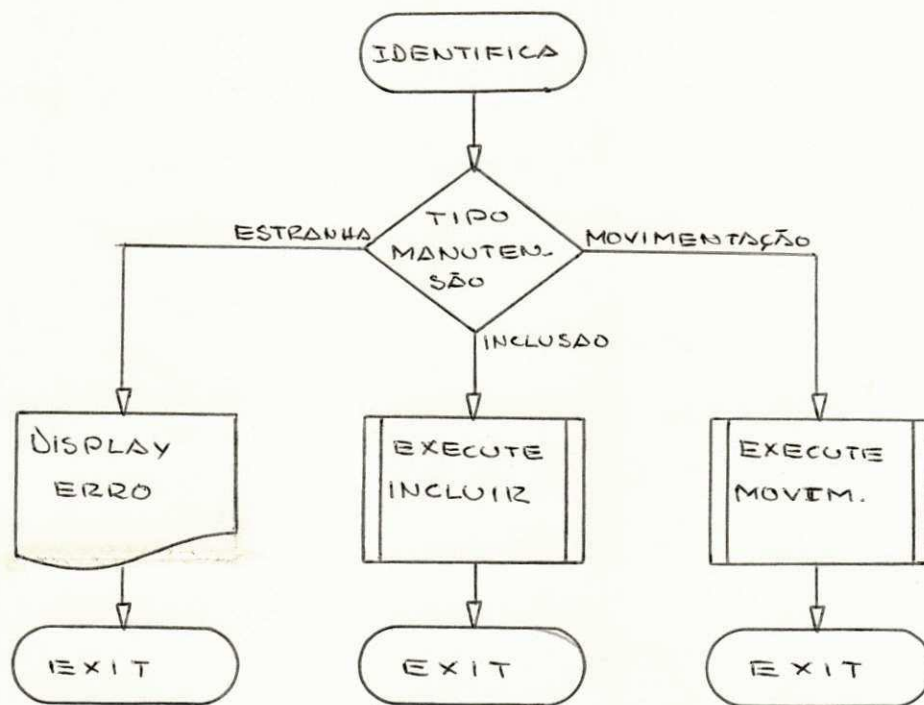 IDENTIFICA
TIPO
MANUTEN-
SÃO
ESTRANHA
MOVIMENTAÇÃO
INCLUSAO
DISPLAY
ERRO
EXECUTE
INCLUIR
EXECUTE
MOVIM.
EXIT
EXIT
EXIT